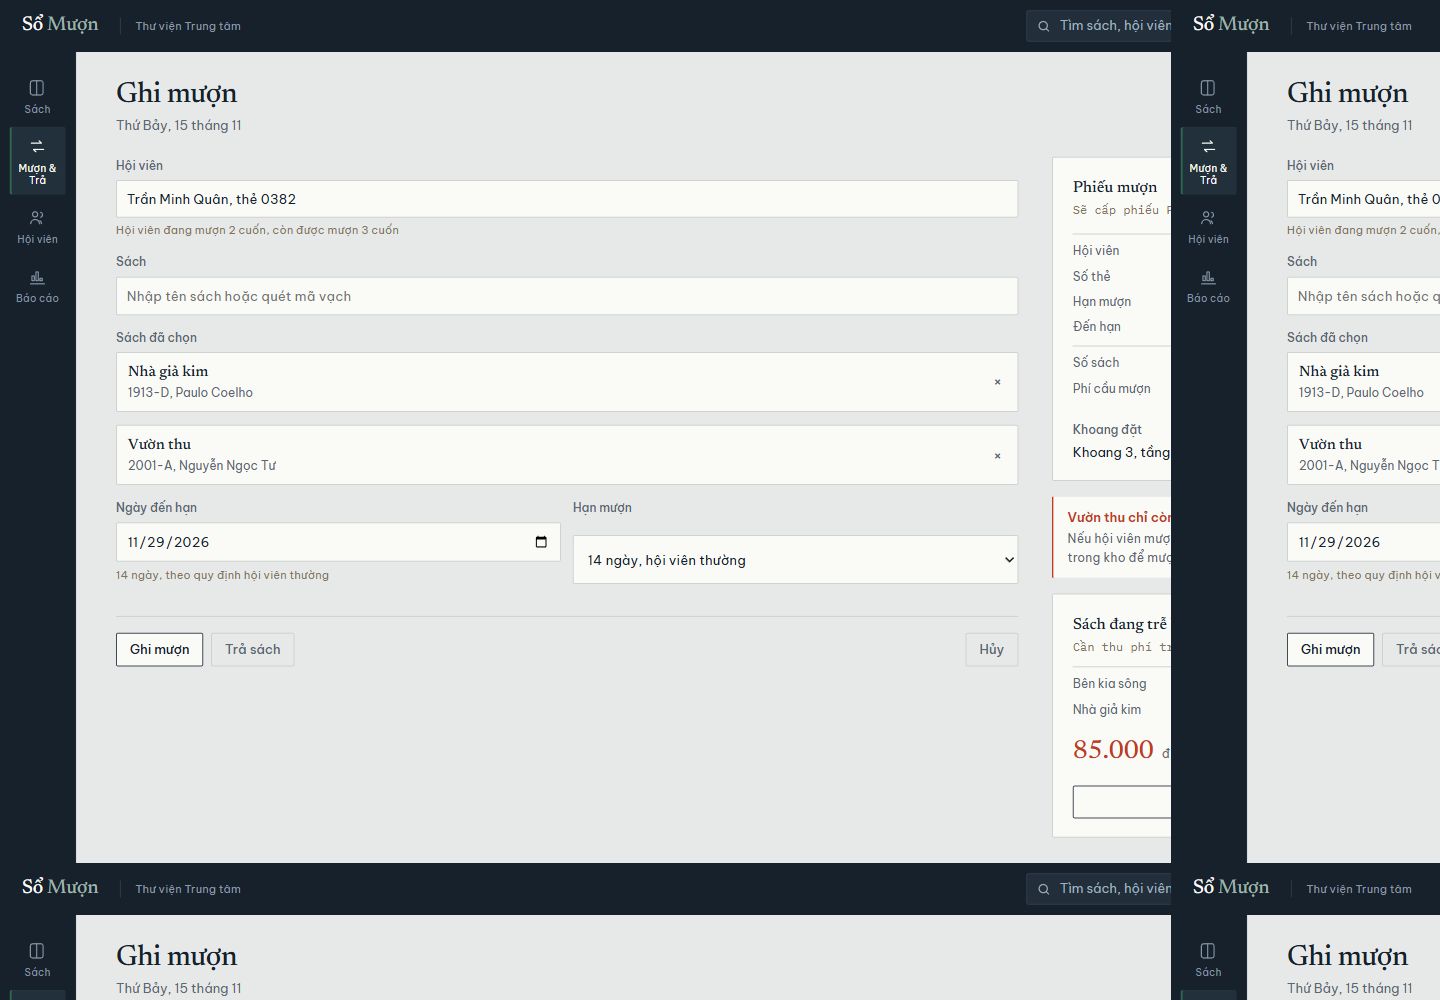 Sổ Mượn
Thư viện Trung tâm
Tìm sách, hội viên
Sách
Mượn &
Trả
Hội viên
Báo cáo
Ghi mượn
Thứ Bảy, 15 tháng 11
Hội viên
Trần Minh Quân, thẻ 0382
Hội viên đang mượn 2 cuốn, còn được mượn 3 cuốn
Sách
Nhập tên sách hoặc quét mã vạch
Sách đã chọn
Nhà giả kim
1913-D, Paulo Coelho
×
Vườn thu
2001-A, Nguyễn Ngọc Tư
×
Ngày đến hạn
11/29/2026
14 ngày, theo quy định hội viên thường
Hạn mượn
14 ngày, hội viên thường
Ghi mượn
Trả sách
Hủy
Phiếu mượn
Sẽ cấp phiếu
Hội viên
Số thẻ
Hạn mượn
Đến hạn
Số sách
Phí cầu mượn
Khoang đặt
Khoang 3, tầng
Vườn thu chỉ còn
Nếu hội viên mượ
trong kho để mượ
Sách đang trễ
Cần thu phí
Bên kia sông
Nhà giả kim
85.000 đ
Sổ Mượn
Thư viện Trung tâm
Sách
Mượn &
Trả
Hội viên
Báo cáo
Ghi mượn
Thứ Bảy, 15 tháng 11
Hội viên
Trần Minh Quân, thẻ 0
Hội viên đang mượn 2 cuốn,
Sách
Nhập tên sách hoặc q
Sách đã chọn
Nhà giả kim
1913-D, Paulo Coelho
Vườn thu
2001-A, Nguyễn Ngọc T
Ngày đến hạn
11/29/2026
14 ngày, theo quy định hội v
Ghi mượn
Trả sác
Sổ Mượn
Thư viện Trung tâm
Tìm sách, hội viên
Sách
Ghi mượn
Thứ Bảy, 15 tháng 11
Sổ Mượn
Thư viện Trung tâm
Sách
Ghi mượn
Thứ Bảy, 15 tháng 11